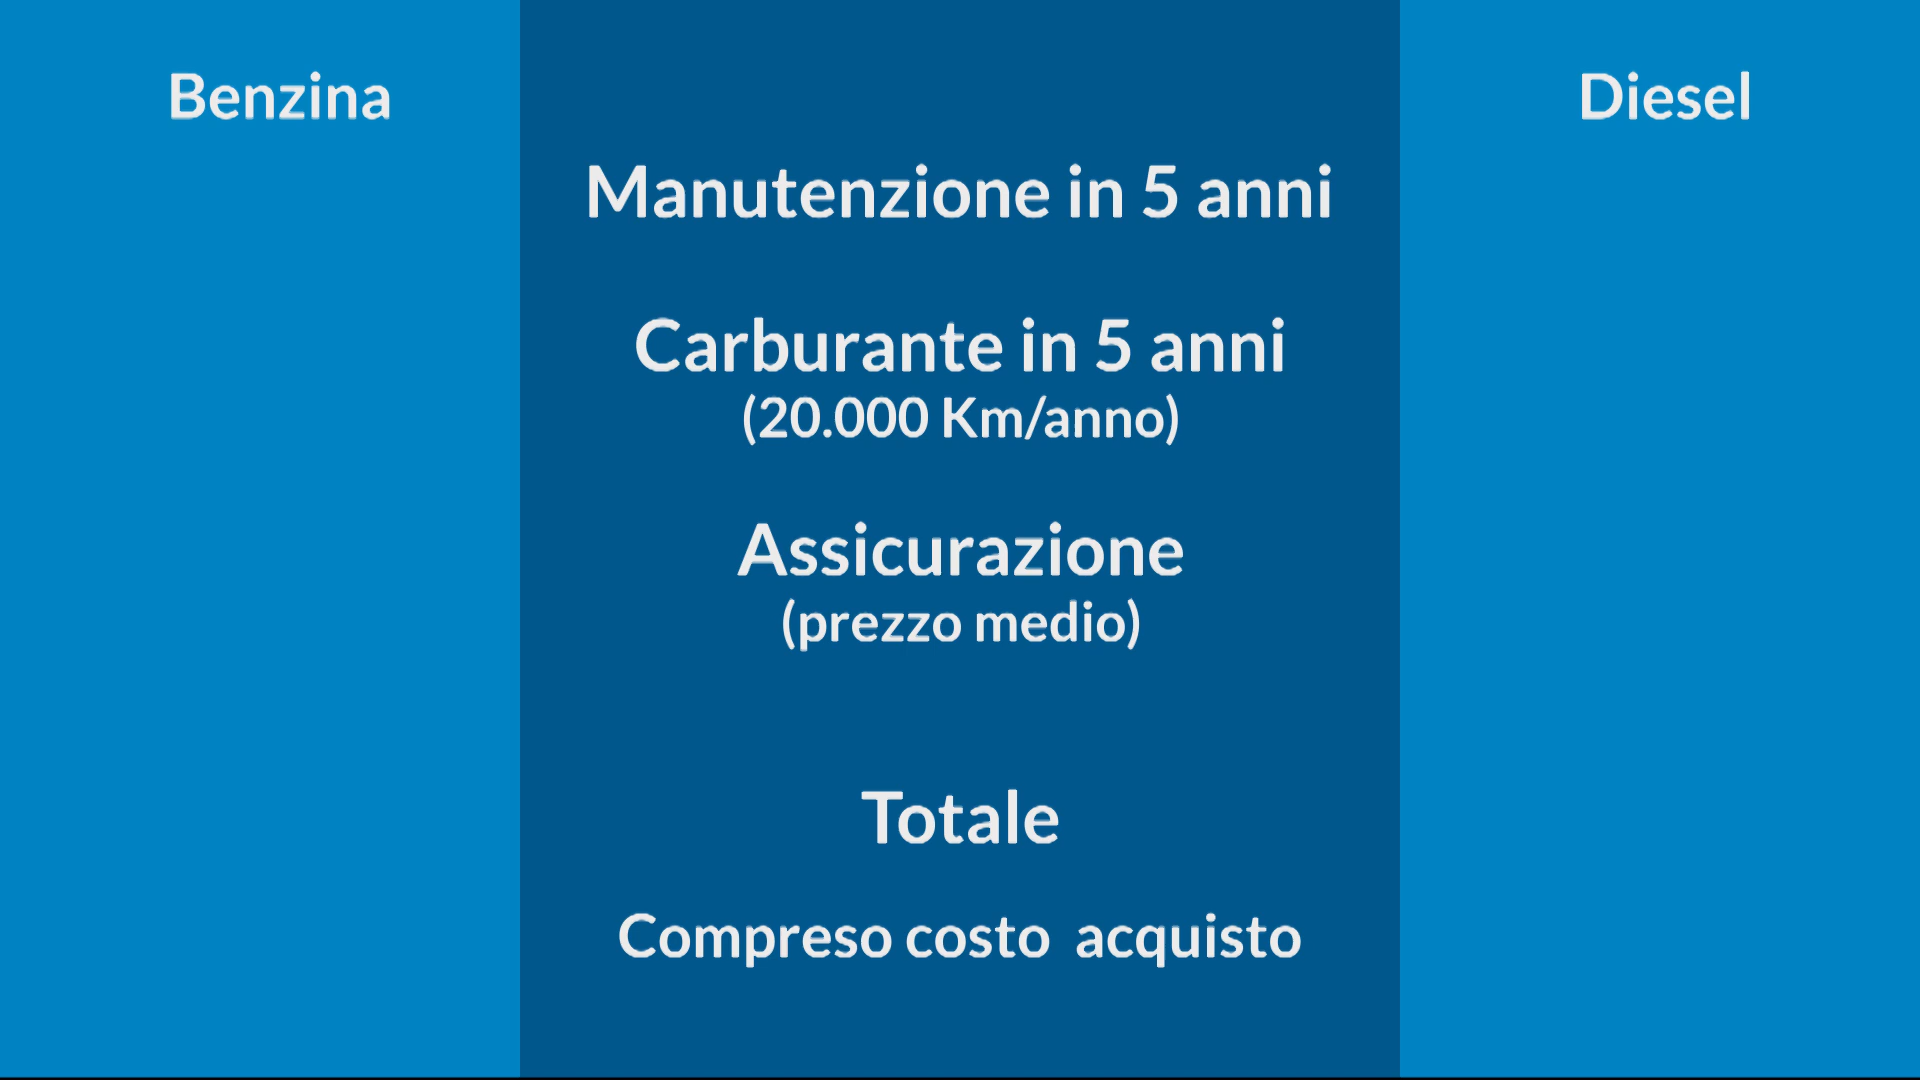 Benzina
Diesel
Manutenzione in 5 anni
Carburante in 5 anni
(20.000 Km/anno)
Assicurazione
(prezzo medio)
Totale
Compreso costo  acquisto